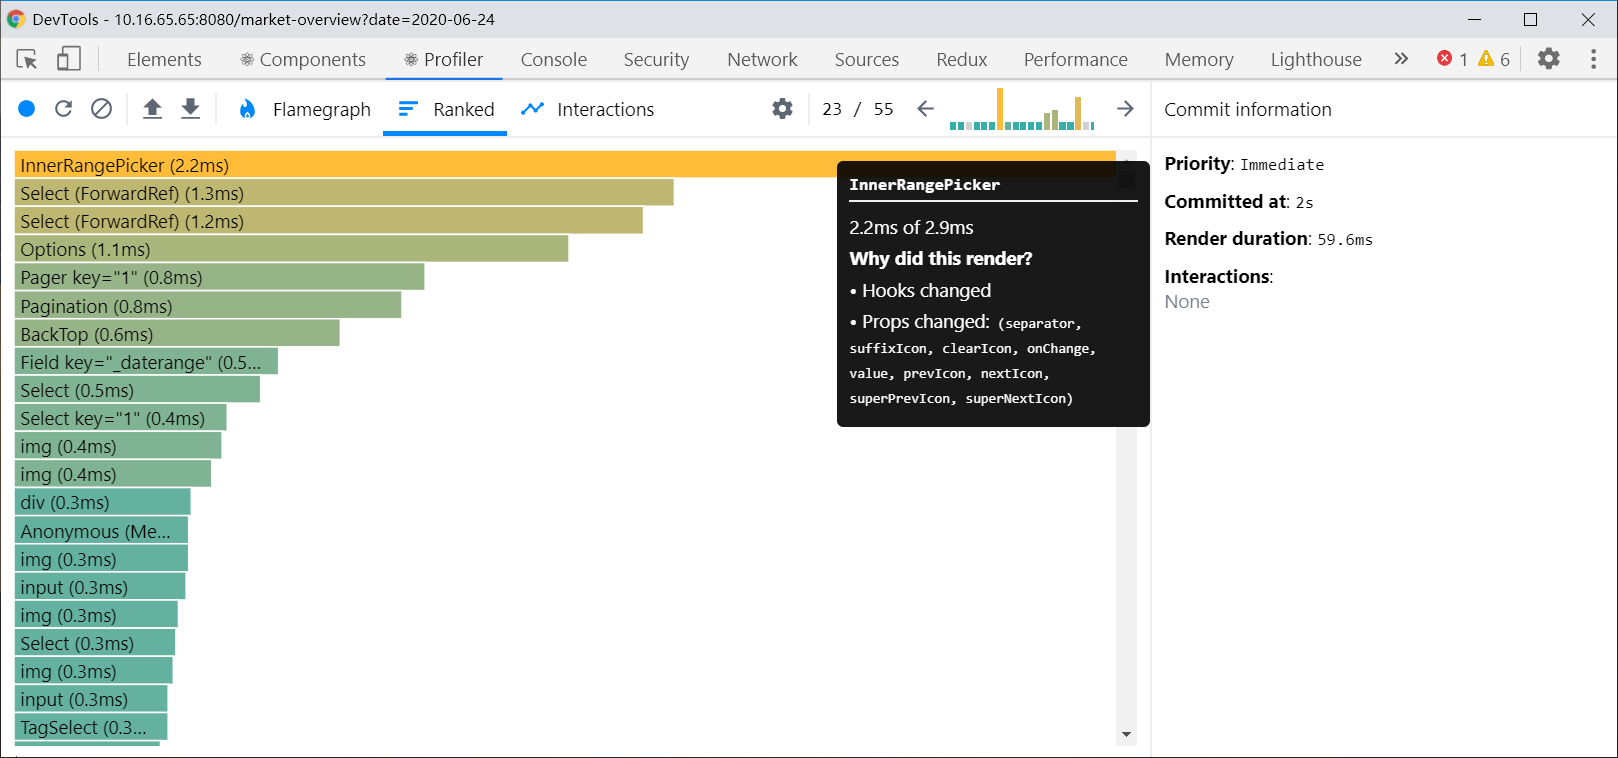 DevTools - 10.16.65.65:8080/market-overview?date=2020-06-24
Elements Components Profiler Console Security Network Sources Redux Performance Memory Lighthouse » 1 6
Flamegraph Ranked Interactions 23 / 55 Commit information
InnerRangePicker (2.2ms)
Select (ForwardRef) (1.3ms)
Select (ForwardRef) (1.2ms)
Options (1.1ms)
Pager key="1" (0.8ms)
Pagination (0.8ms)
BackTop (0.6ms)
Field key="_daterange" (0.5...
Select (0.5ms)
Select key="1" (0.4ms)
img (0.4ms)
img (0.4ms)
div (0.3ms)
Anonymous (Me...
img (0.3ms)
input (0.3ms)
img (0.3ms)
Select (0.3ms)
img (0.3ms)
input (0.3ms)
TagSelect (0.3...
InnerRangePicker
2.2ms of 2.9ms
Why did this render?
• Hooks changed
• Props changed: (separator,
suffixIcon, clearIcon, onChange,
value, prevIcon, nextIcon,
superPrevIcon, superNextIcon)
Priority: Immediate
Committed at: 2s
Render duration: 59.6ms
Interactions:
None